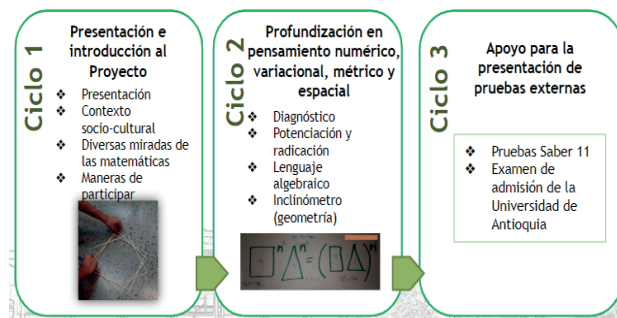 Ciclo 1
Presentación e
introducción al
Proyecto
❖ Presentación
❖ Contexto
socio-cultural
❖ Diversas miradas de
las matemáticas
❖ Maneras de
participar
Ciclo 2
Profundización en
pensamiento numérico,
variacional, métrico y
espacial
❖ Diagnóstico
❖ Potenciación y
radicación
❖ Lenguaje
algebraico
❖ Inclinómetro
(geometría)
□ⁿ △ⁿ = (□△)ⁿ
Ciclo 3
Apoyo para la
presentación de
pruebas externas
❖ Pruebas Saber 11
❖ Examen de
admisión de la
Universidad de
Antioquia